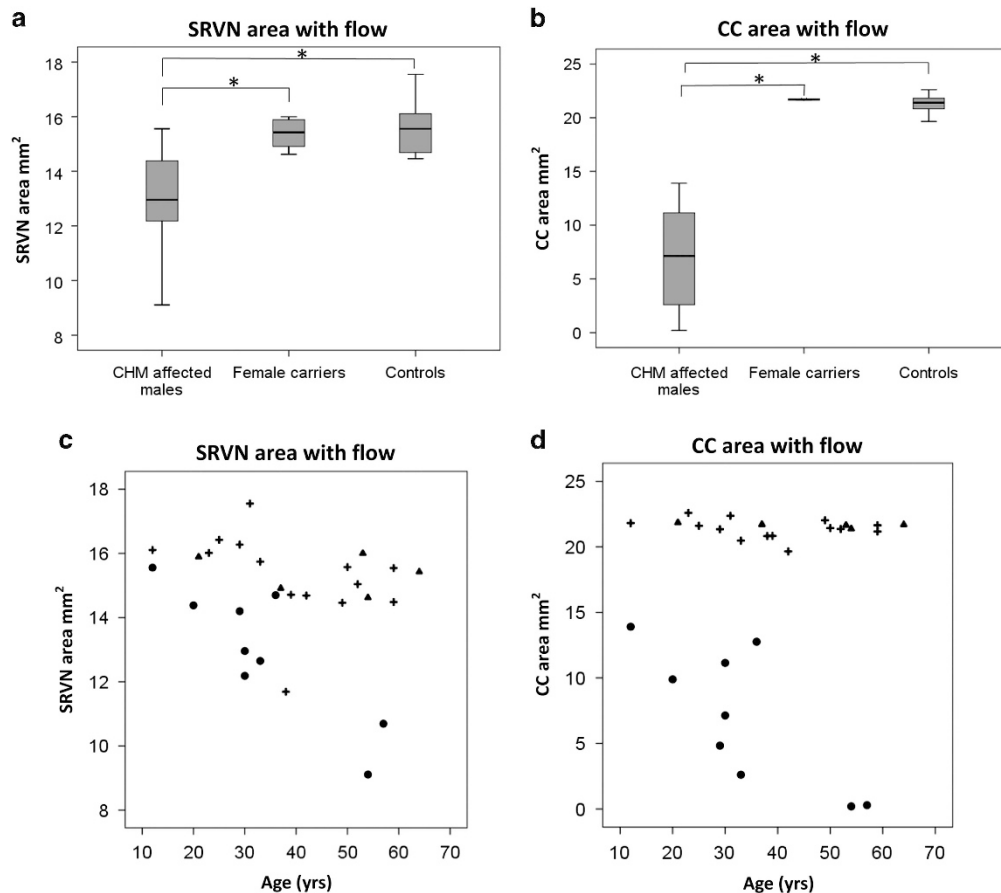 a
SRVN area with flow
18
16
14
12
10
8
SRVN area mm²
*
*
CHM affected males
Female carriers
Controls
b
CC area with flow
25
20
15
10
5
0
CC area mm²
*
*
CHM affected males
Female carriers
Controls
c
SRVN area with flow
18
16
14
12
10
8
SRVN area mm²
10 20 30 40 50 60 70
Age (yrs)
d
CC area with flow
25
20
15
10
5
0
CC area mm²
10 20 30 40 50 60 70
Age (yrs)